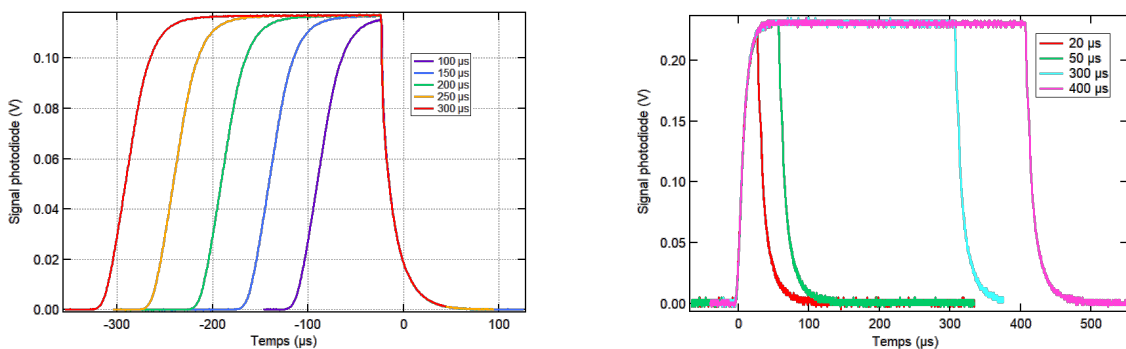 Signal photodiode (V)
0.10
0.08
0.06
0.04
0.02
0.00
100 µs
150 µs
200 µs
250 µs
300 µs
-300
-200
-100
0
100
Temps (µs)
Signal photodiode (V)
0.20
0.15
0.10
0.05
0.00
20 µs
50 µs
300 µs
400 µs
0
100
200
300
400
500
Temps (µs)